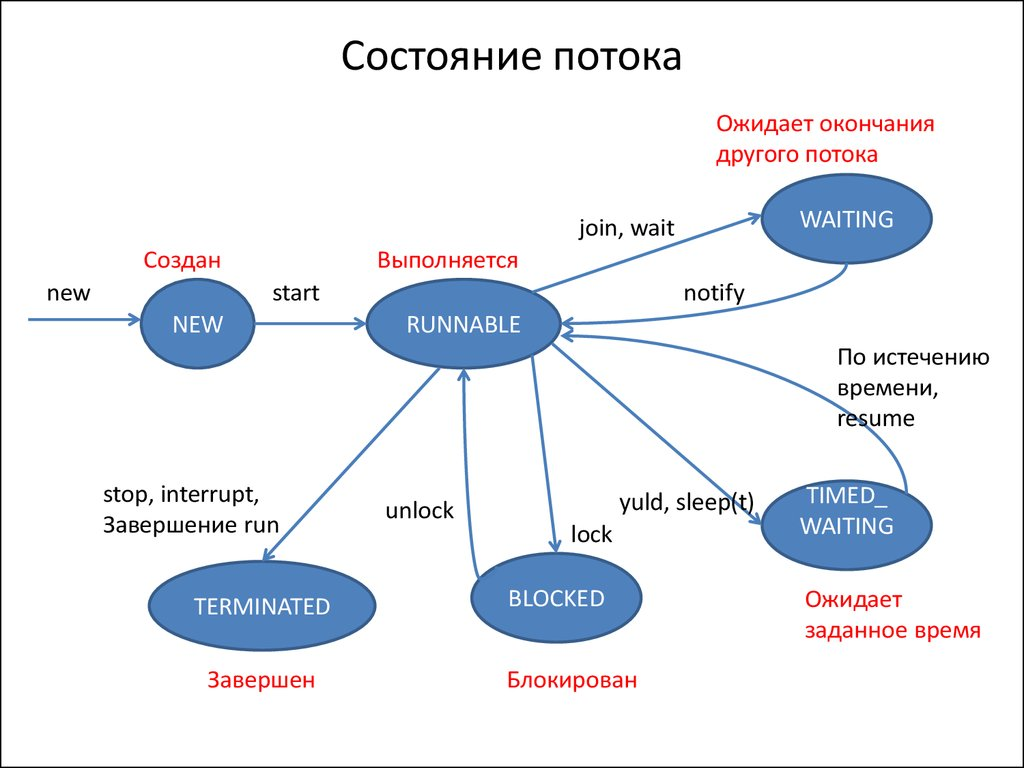 Состояние потока
Ожидает окончания
другого потока
WAITING
join, wait
Создан
Выполняется
new
start
notify
NEW
RUNNABLE
По истечению
времени,
resume
stop, interrupt,
Завершение run
unlock
yuld, sleep(t)
lock
TIMED_
WAITING
TERMINATED
BLOCKED
Ожидает
заданное время
Завершен
Блокирован